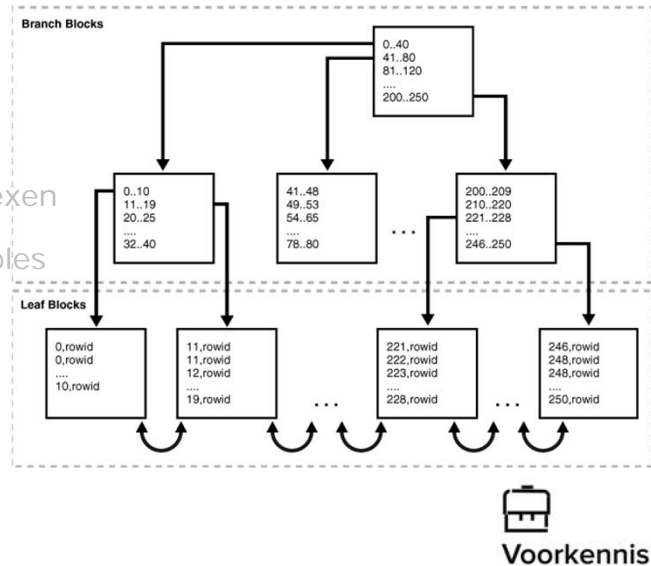 Branch Blocks
0..40
41..80
81..120
....
200..250
0..10
11..19
20..25
....
32..40
41..48
49..53
54..65
....
78..80
...
200..209
210..220
221..228
....
246..250
exen
oles
Leaf Blocks
0,rowid
0,rowid
....
10,rowid
11,rowid
11,rowid
12,rowid
....
19,rowid
...
221,rowid
222,rowid
223,rowid
....
228,rowid
...
246,rowid
248,rowid
248,rowid
....
250,rowid
Voorkennis